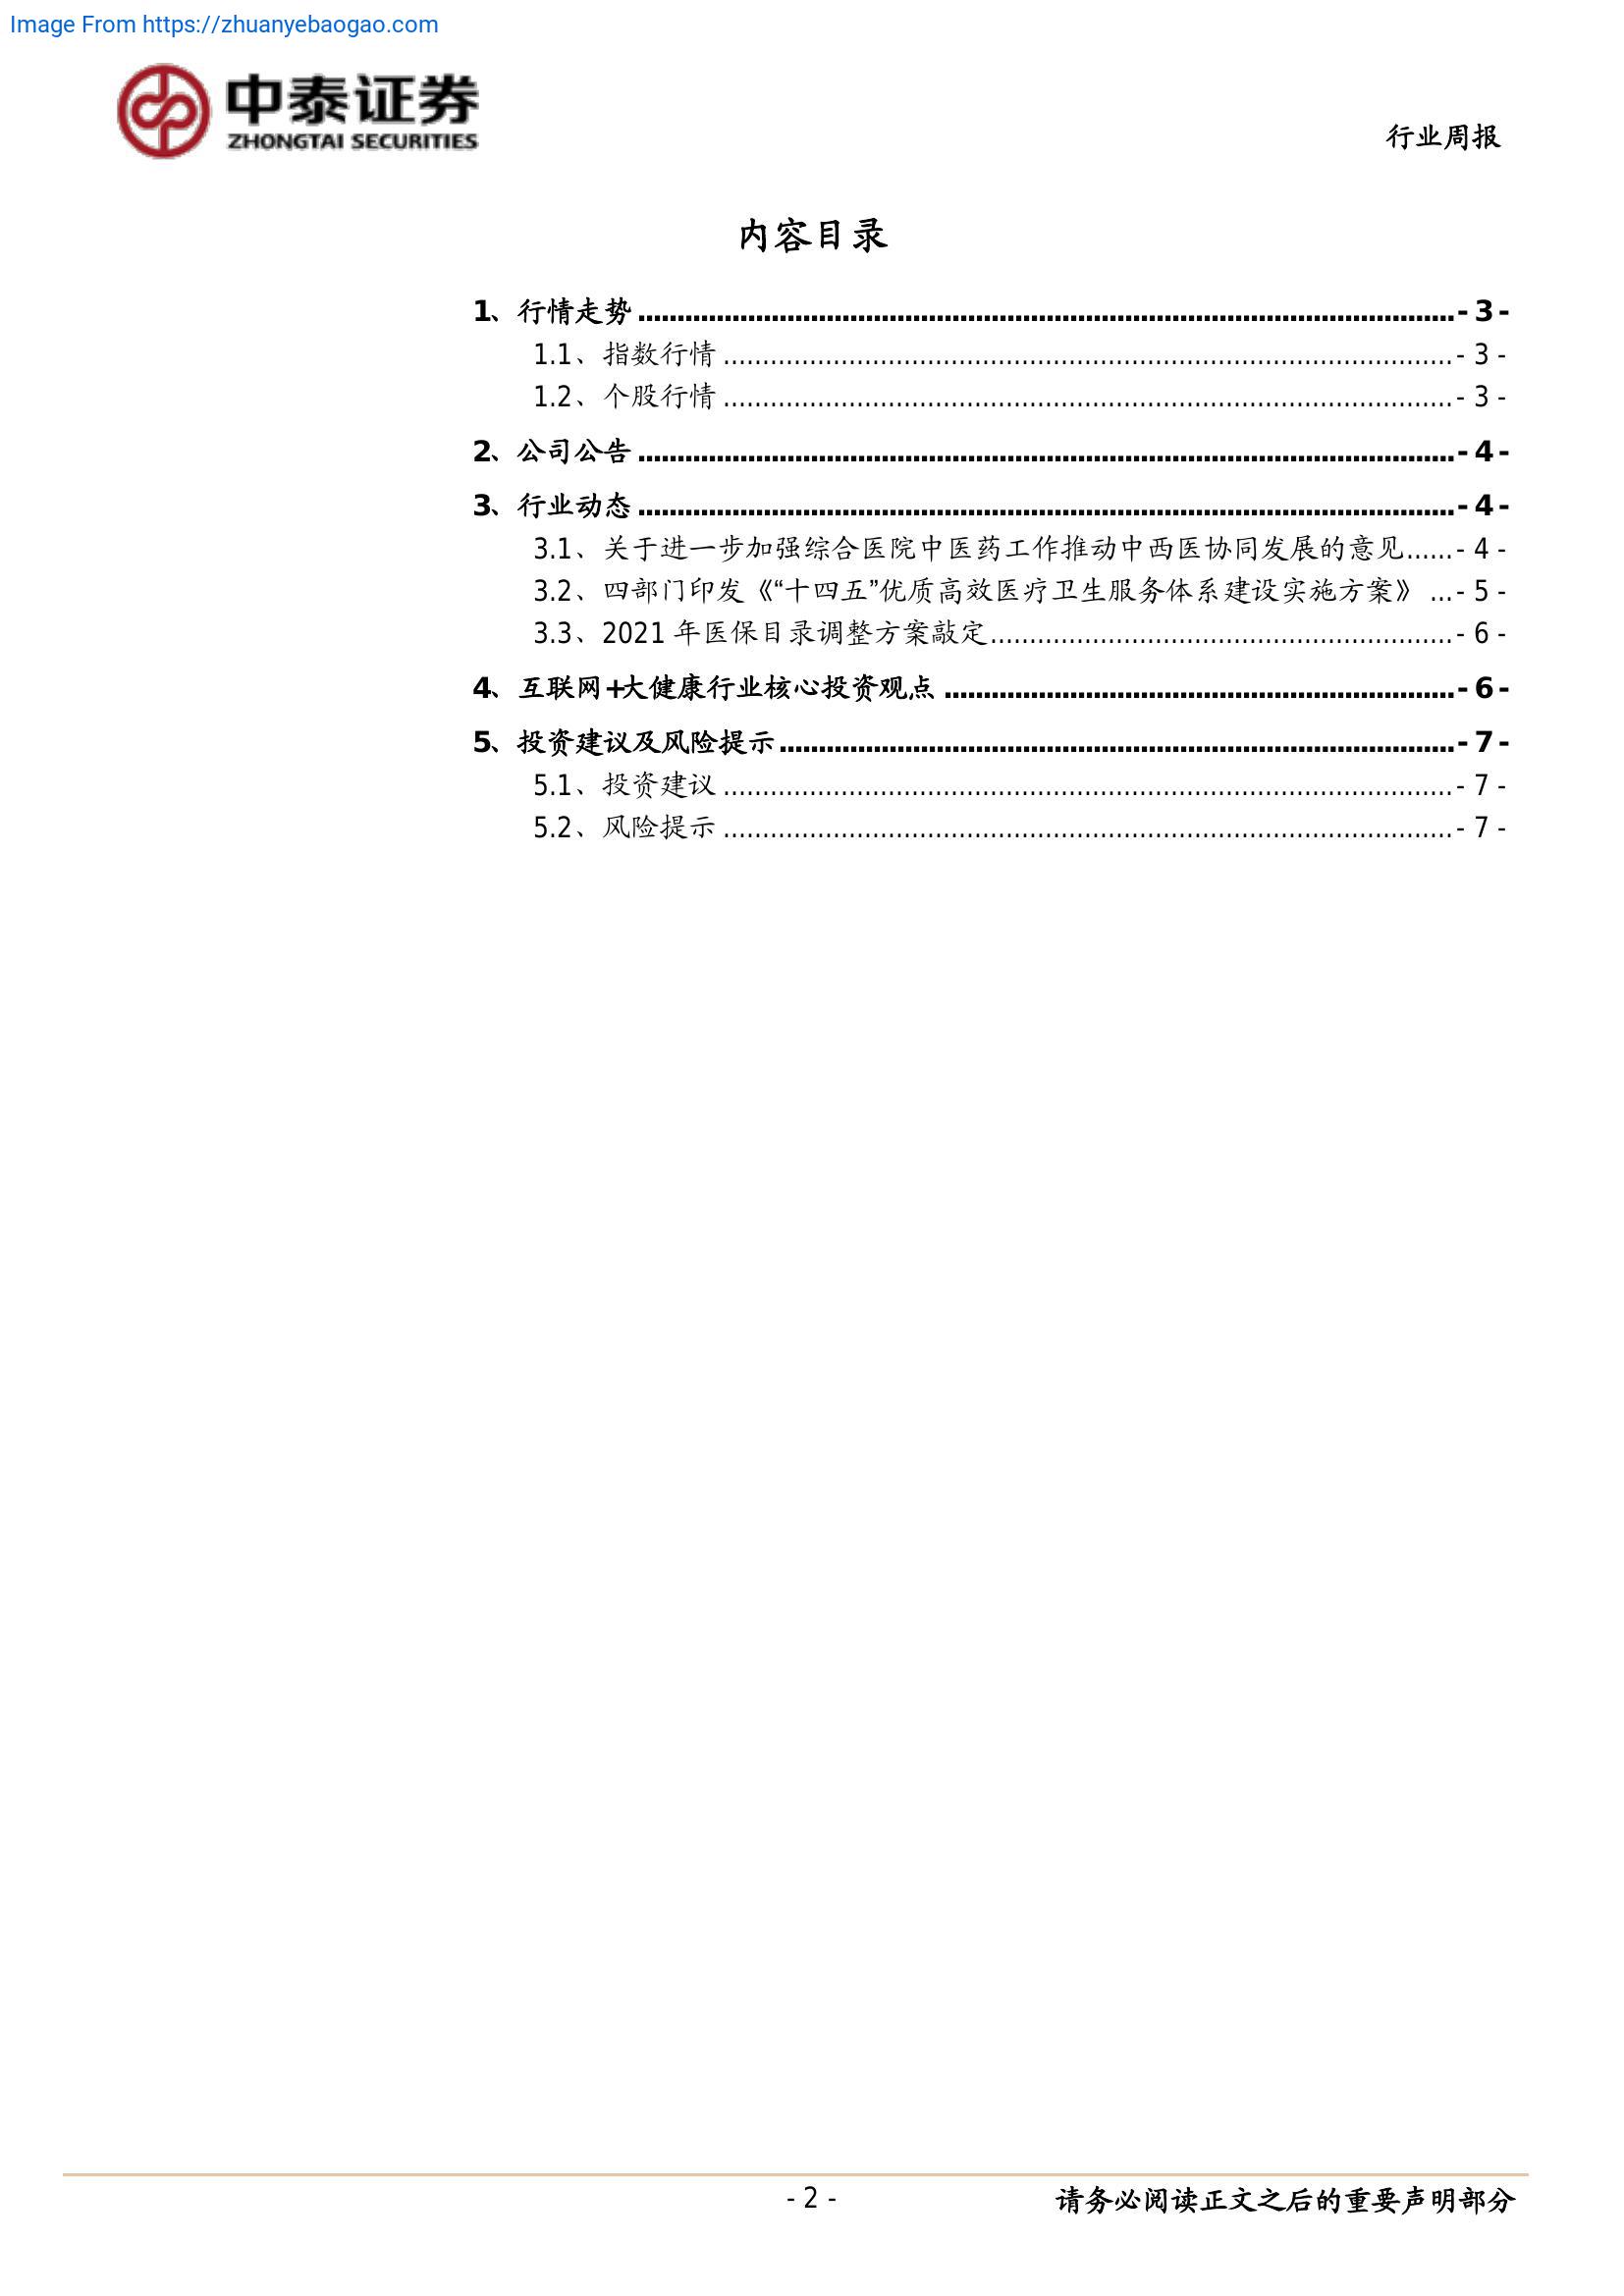 Image From https://zhuanyebaogao.com
中泰证券
ZHONGTAI SECURITIES
行业周报
内容目录
1、行情走势 - 3 -
1.1、指数行情 - 3 -
1.2、个股行情 - 3 -
2、公司公告 - 4 -
3、行业动态 - 4 -
3.1、关于进一步加强综合医院中医药工作推动中西医协同发展的意见 - 4 -
3.2、四部门印发《“十四五”优质高效医疗卫生服务体系建设实施方案》 - 5 -
3.3、2021 年医保目录调整方案敲定 - 6 -
4、互联网+大健康行业核心投资观点 - 6 -
5、投资建议及风险提示 - 7 -
5.1、投资建议 - 7 -
5.2、风险提示 - 7 -
- 2 -
请务必阅读正文之后的重要声明部分